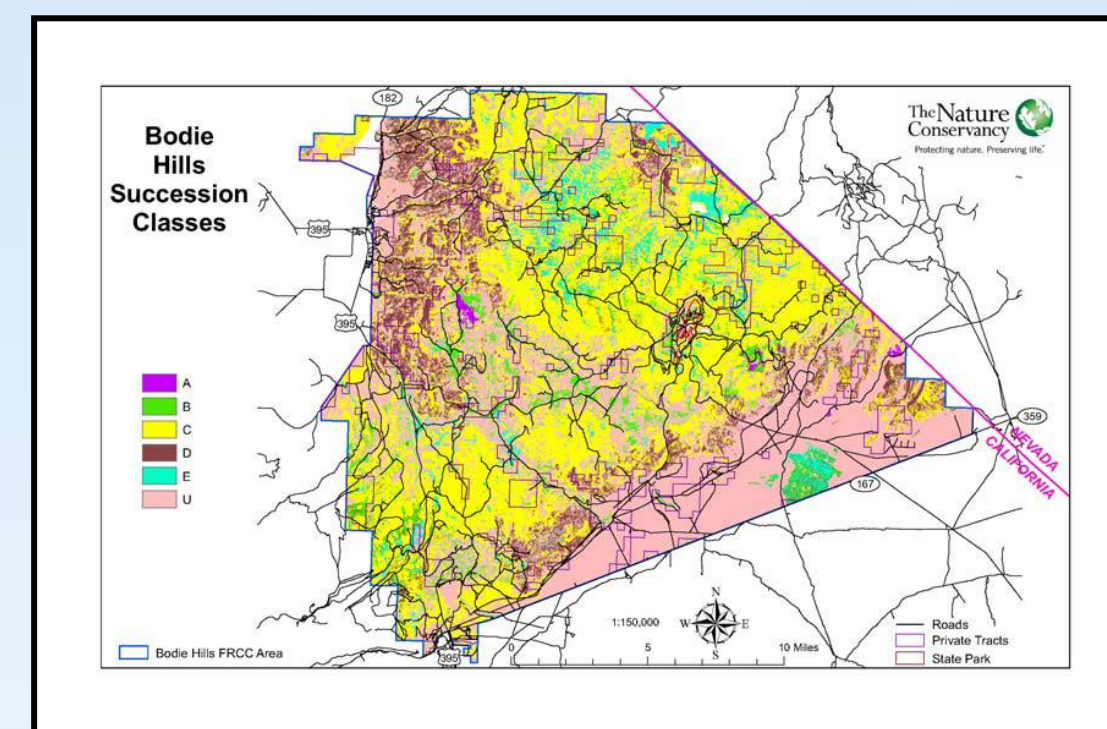 Bodie
Hills
Succession
Classes
182
The Nature
Conservancy
Protecting nature. Preserving life.
395
395
A
B
C
D
E
U
359
NEVADA
CALIFORNIA
167
N
W E
S
1:150,000
0 5 10 Miles
Roads
Private Tracts
State Park
Bodie Hills FRCC Area
395